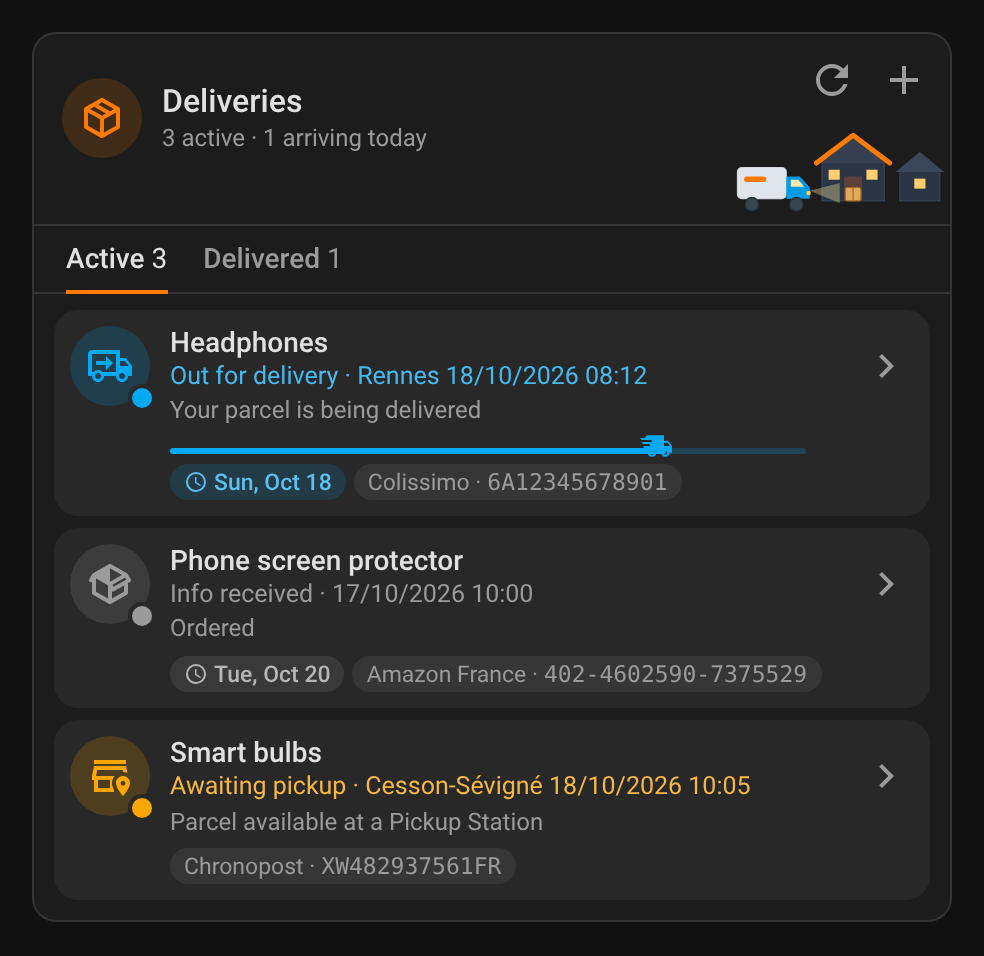 Deliveries
3 active · 1 arriving today
Active 3
Delivered 1
Headphones
Out for delivery · Rennes 18/10/2026 08:12
Your parcel is being delivered
Sun, Oct 18
Colissimo · 6A12345678901
Phone screen protector
Info received · 17/10/2026 10:00
Ordered
Tue, Oct 20
Amazon France · 402-4602590-7375529
Smart bulbs
Awaiting pickup · Cesson-Sévigné 18/10/2026 10:05
Parcel available at a Pickup Station
Chronopost · XW482937561FR